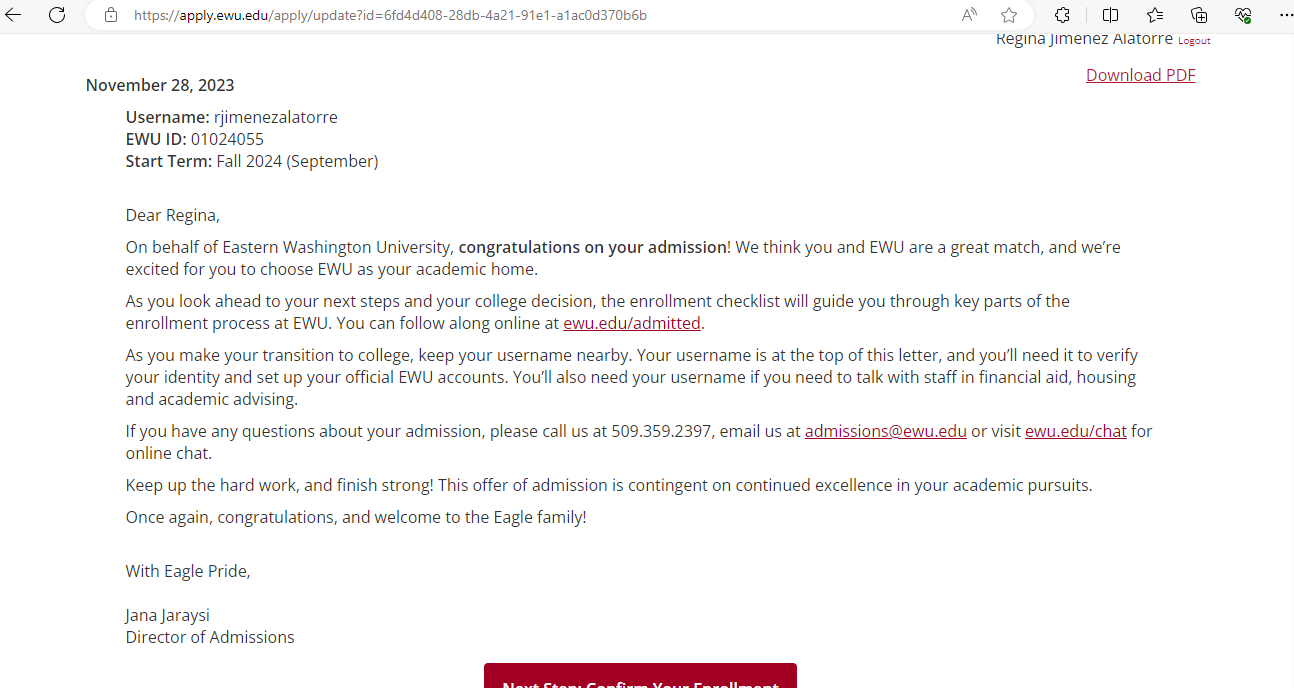 https://apply.ewu.edu/apply/update?id=6fd4d408-28db-4a21-91e1-a1ac0d370b6b
Regina Jimenez Alatorre Logout
Download PDF
November 28, 2023
Username: rjimenezalatorre
EWU ID: 01024055
Start Term: Fall 2024 (September)
Dear Regina,
On behalf of Eastern Washington University, congratulations on your admission! We think you and EWU are a great match, and we’re
excited for you to choose EWU as your academic home.
As you look ahead to your next steps and your college decision, the enrollment checklist will guide you through key parts of the
enrollment process at EWU. You can follow along online at ewu.edu/admitted.
As you make your transition to college, keep your username nearby. Your username is at the top of this letter, and you’ll need it to verify
your identity and set up your official EWU accounts. You’ll also need your username if you need to talk with staff in financial aid, housing
and academic advising.
If you have any questions about your admission, please call us at 509.359.2397, email us at admissions@ewu.edu or visit ewu.edu/chat for
online chat.
Keep up the hard work, and finish strong! This offer of admission is contingent on continued excellence in your academic pursuits.
Once again, congratulations, and welcome to the Eagle family!
With Eagle Pride,
Jana Jaraysi
Director of Admissions
Next Step: Confirm Your Enrollment